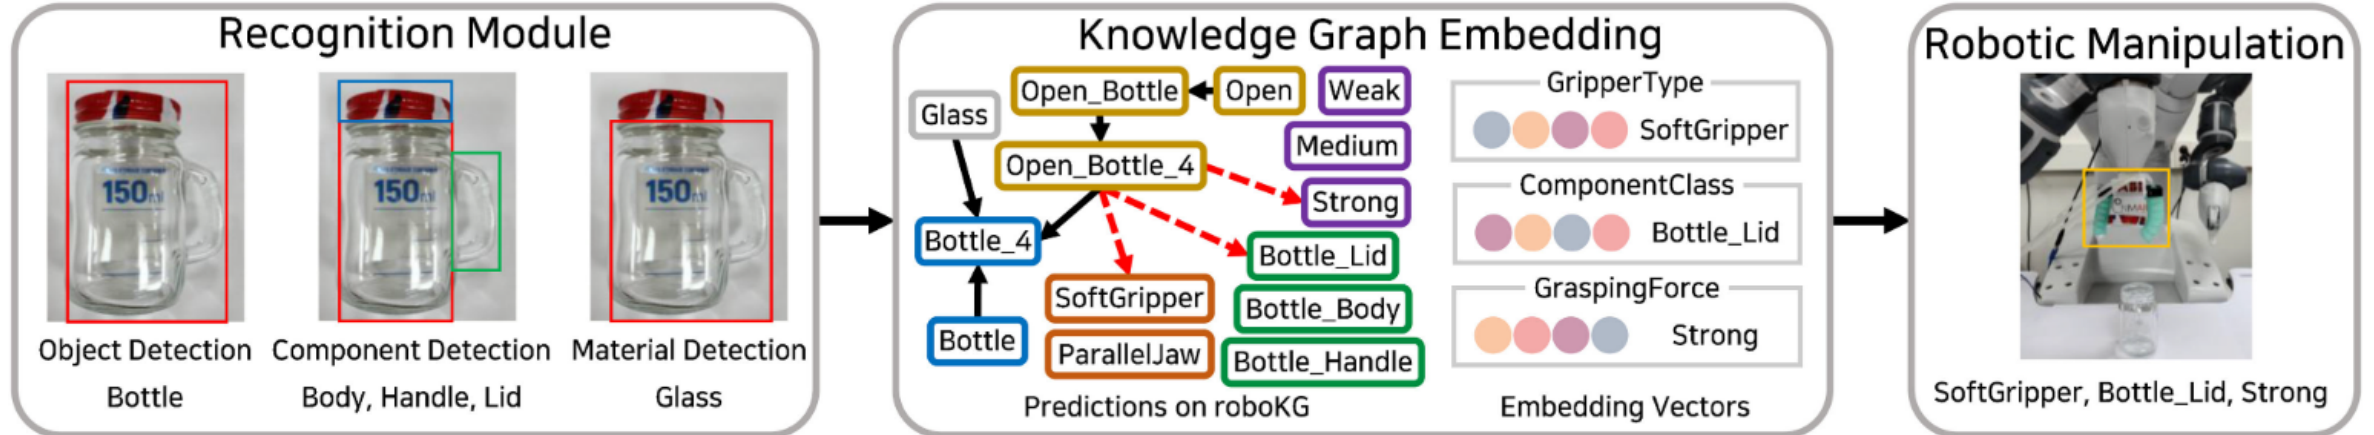 Recognition Module
150
150
150
Object Detection
Component Detection
Material Detection
Bottle
Body, Handle, Lid
Glass
Knowledge Graph Embedding
Glass
Open_Bottle
Open
Weak
Medium
Open_Bottle_4
Strong
Bottle_4
Bottle_Lid
SoftGripper
Bottle_Body
Bottle
ParallelJaw
Bottle_Handle
Predictions on roboKG
GripperType
SoftGripper
ComponentClass
Bottle_Lid
GraspingForce
Strong
Embedding Vectors
Robotic Manipulation
SoftGripper, Bottle_Lid, Strong